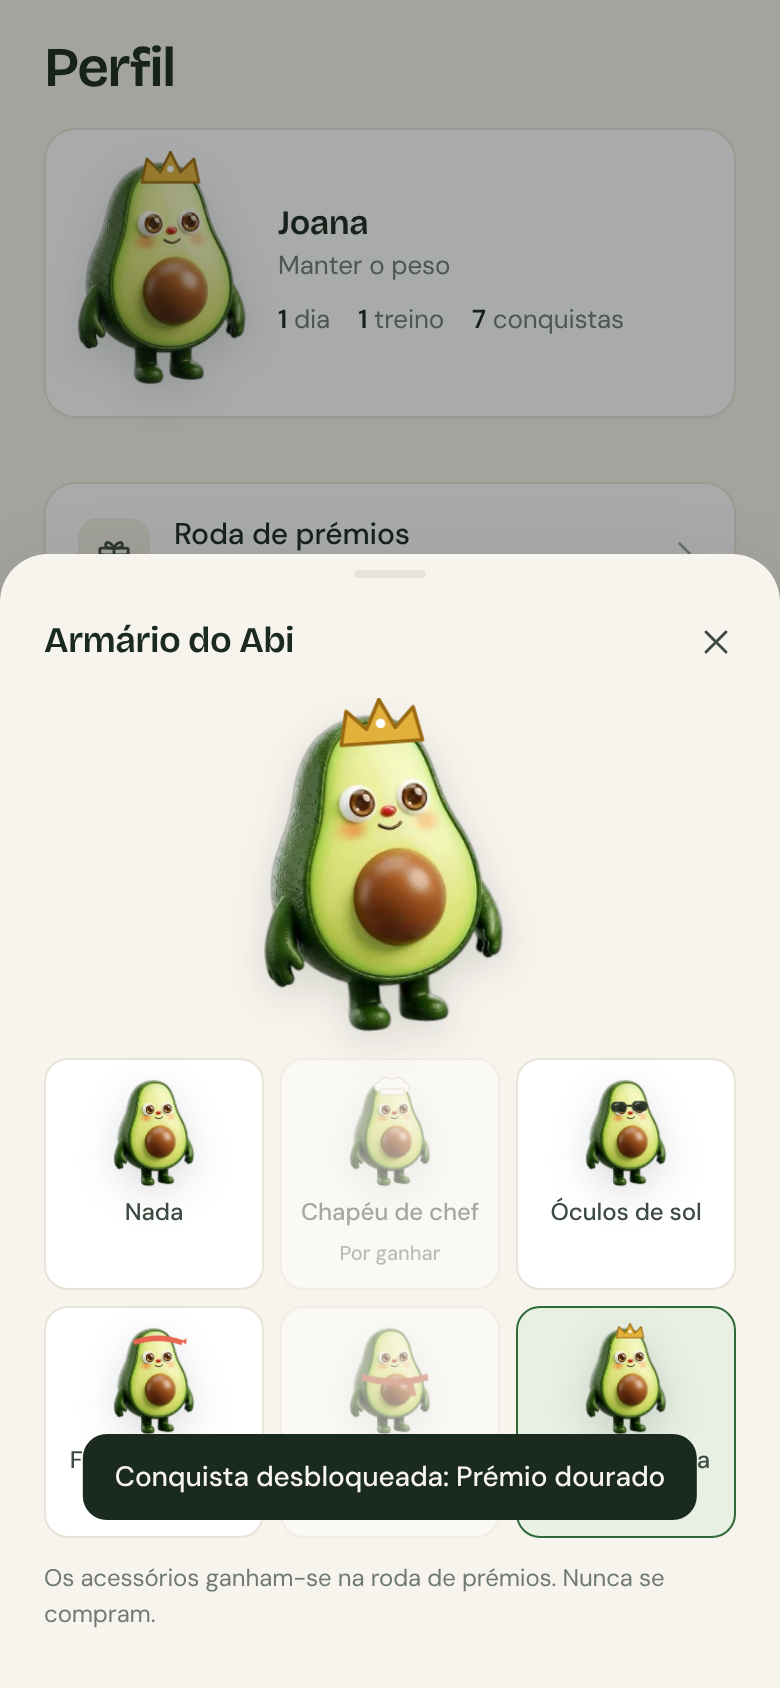 Perfil
Joana
Manter o peso
1 dia 1 treino 7 conquistas
Roda de prémios
Armário do Abi
Nada
Chapéu de chef
Óculos de sol
Por ganhar
Conquista desbloqueada: Prémio dourado
Os acessórios ganham-se na roda de prémios. Nunca se
compram.